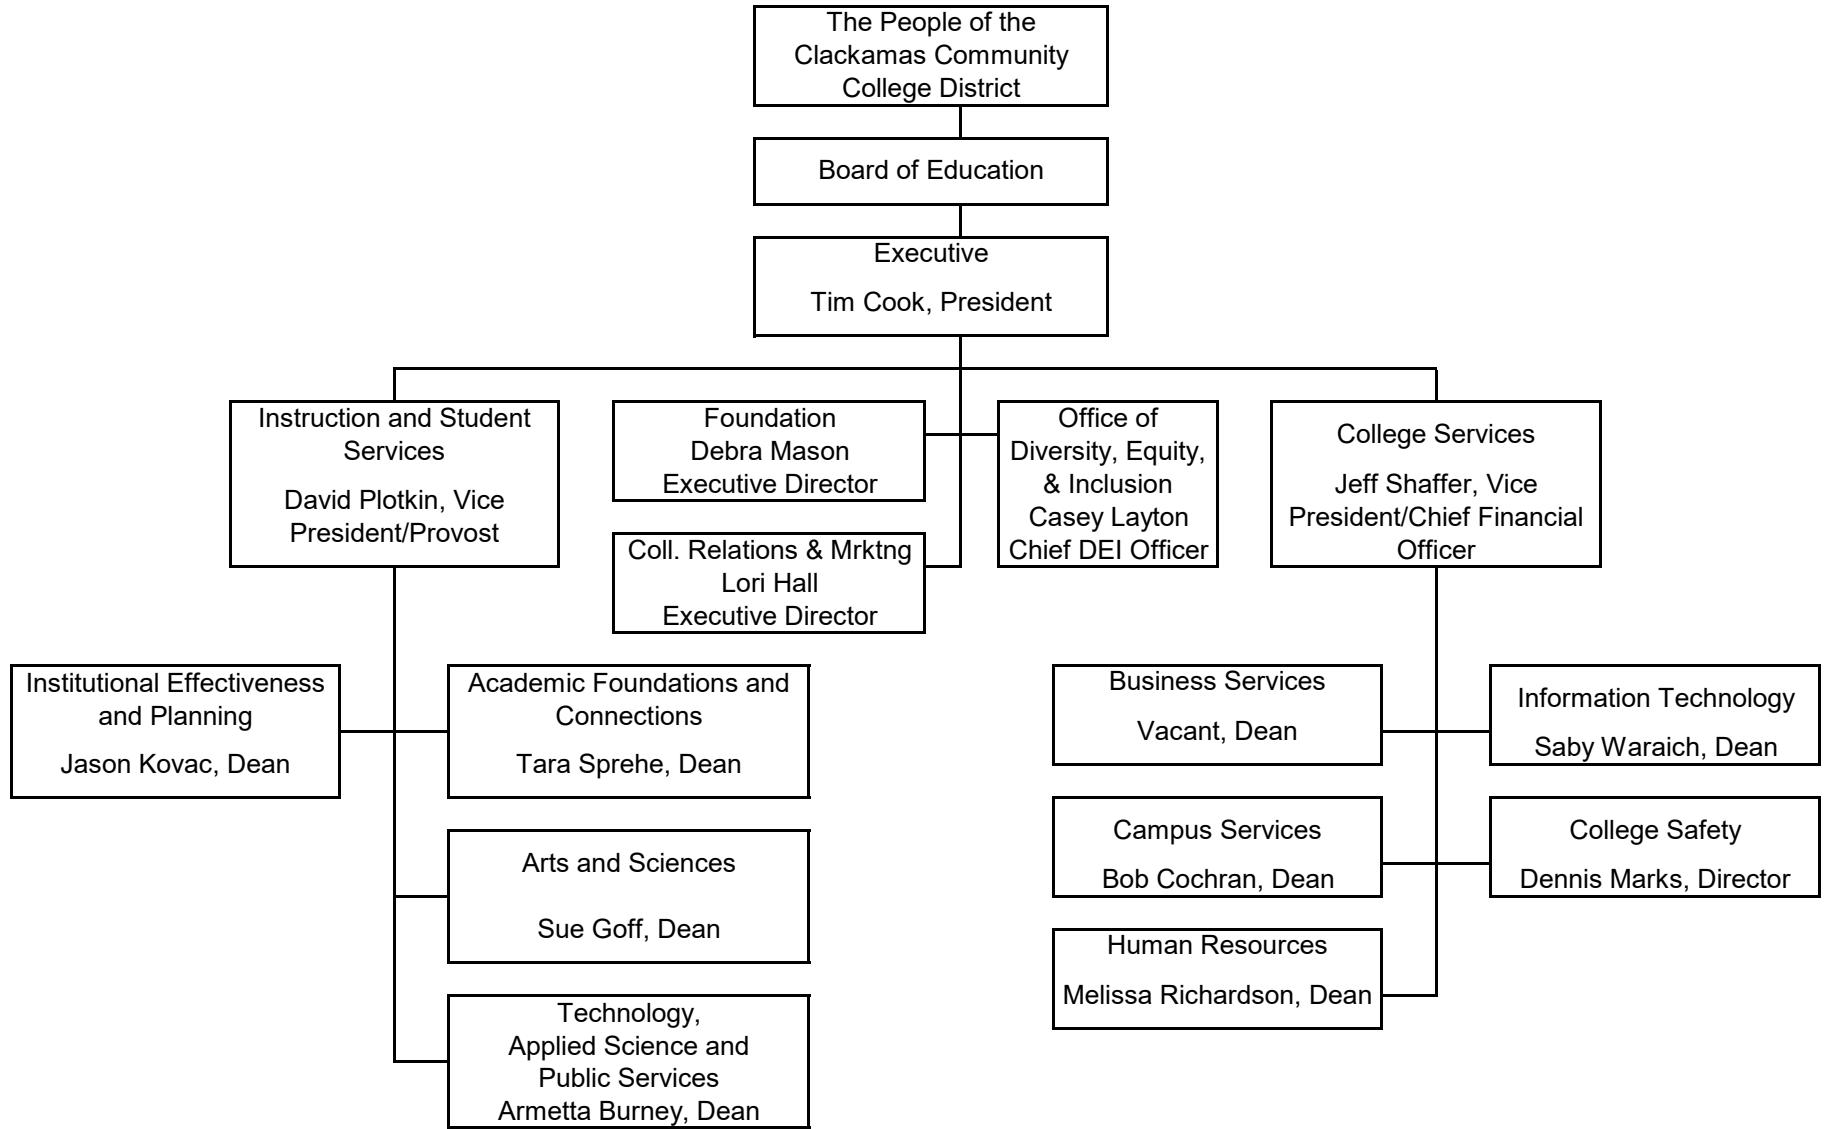 The People of the
Clackamas Community
College District
Board of Education
Executive
Tim Cook, President
Instruction and Student
Services
David Plotkin, Vice
President/Provost
Foundation
Debra Mason
Executive Director
Coll. Relations & Mrktng
Lori Hall
Executive Director
Office of
Diversity, Equity,
& Inclusion
Casey Layton
Chief DEI Officer
College Services
Jeff Shaffer, Vice
President/Chief Financial
Officer
Institutional Effectiveness
and Planning
Jason Kovac, Dean
Academic Foundations and
Connections
Tara Sprehe, Dean
Arts and Sciences
Sue Goff, Dean
Technology,
Applied Science and
Public Services
Armetta Burney, Dean
Business Services
Vacant, Dean
Information Technology
Saby Waraich, Dean
Campus Services
Bob Cochran, Dean
College Safety
Dennis Marks, Director
Human Resources
Melissa Richardson, Dean